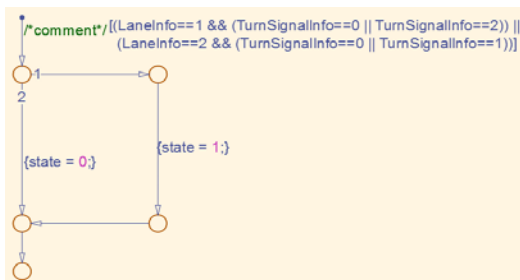 /*comment*/ [(LaneInfo==1 && (TurnSignalInfo==0 || TurnSignalInfo==2)) ||
(LaneInfo==2 && (TurnSignalInfo==0 || TurnSignalInfo==1))]
1
2
{state = 0;}
{state = 1;}